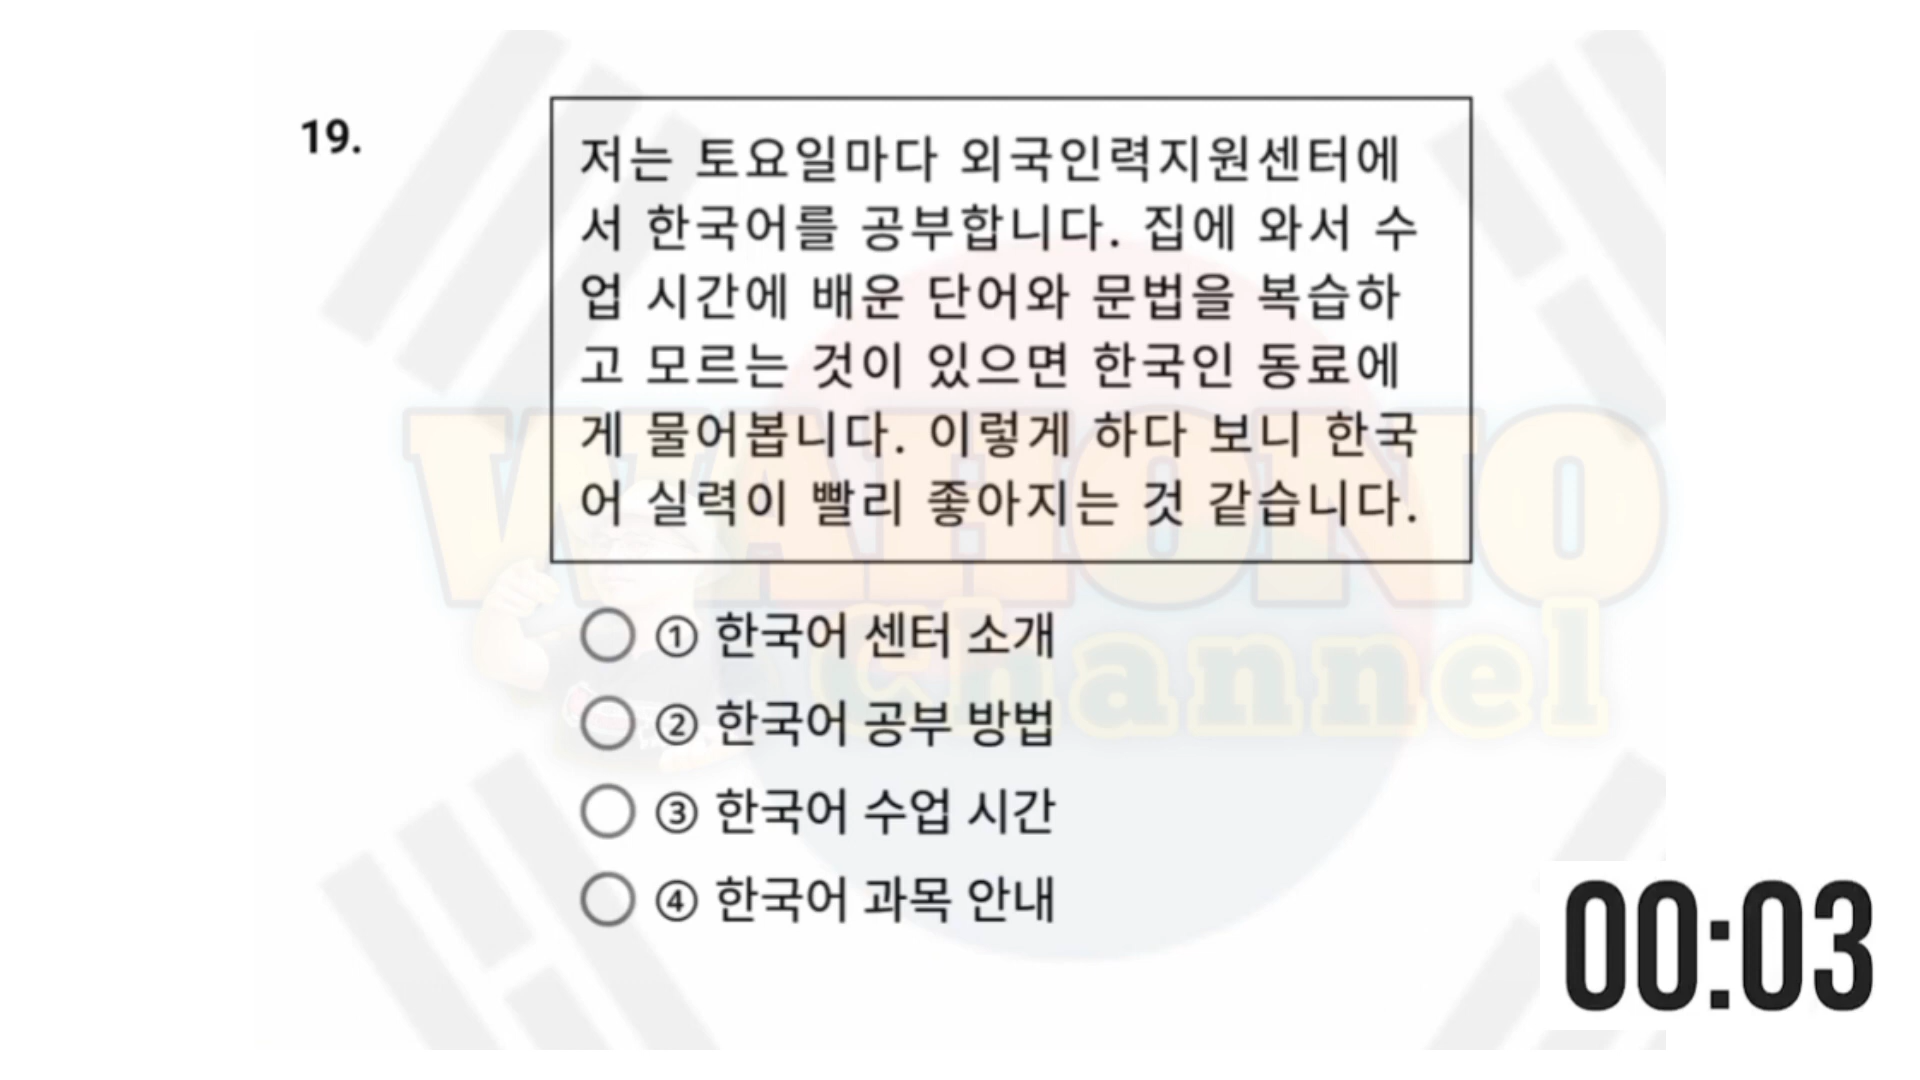 19.
저는 토요일마다 외국인력지원센터에
서 한국어를 공부합니다. 집에 와서 수
업 시간에 배운 단어와 문법을 복습하
고 모르는 것이 있으면 한국인 동료에
게 물어봅니다. 이렇게 하다 보니 한국
어 실력이 빨리 좋아지는 것 같습니다.
① 한국어 센터 소개
② 한국어 공부 방법
③ 한국어 수업 시간
④ 한국어 과목 안내
WAHONO
Channel
00:03